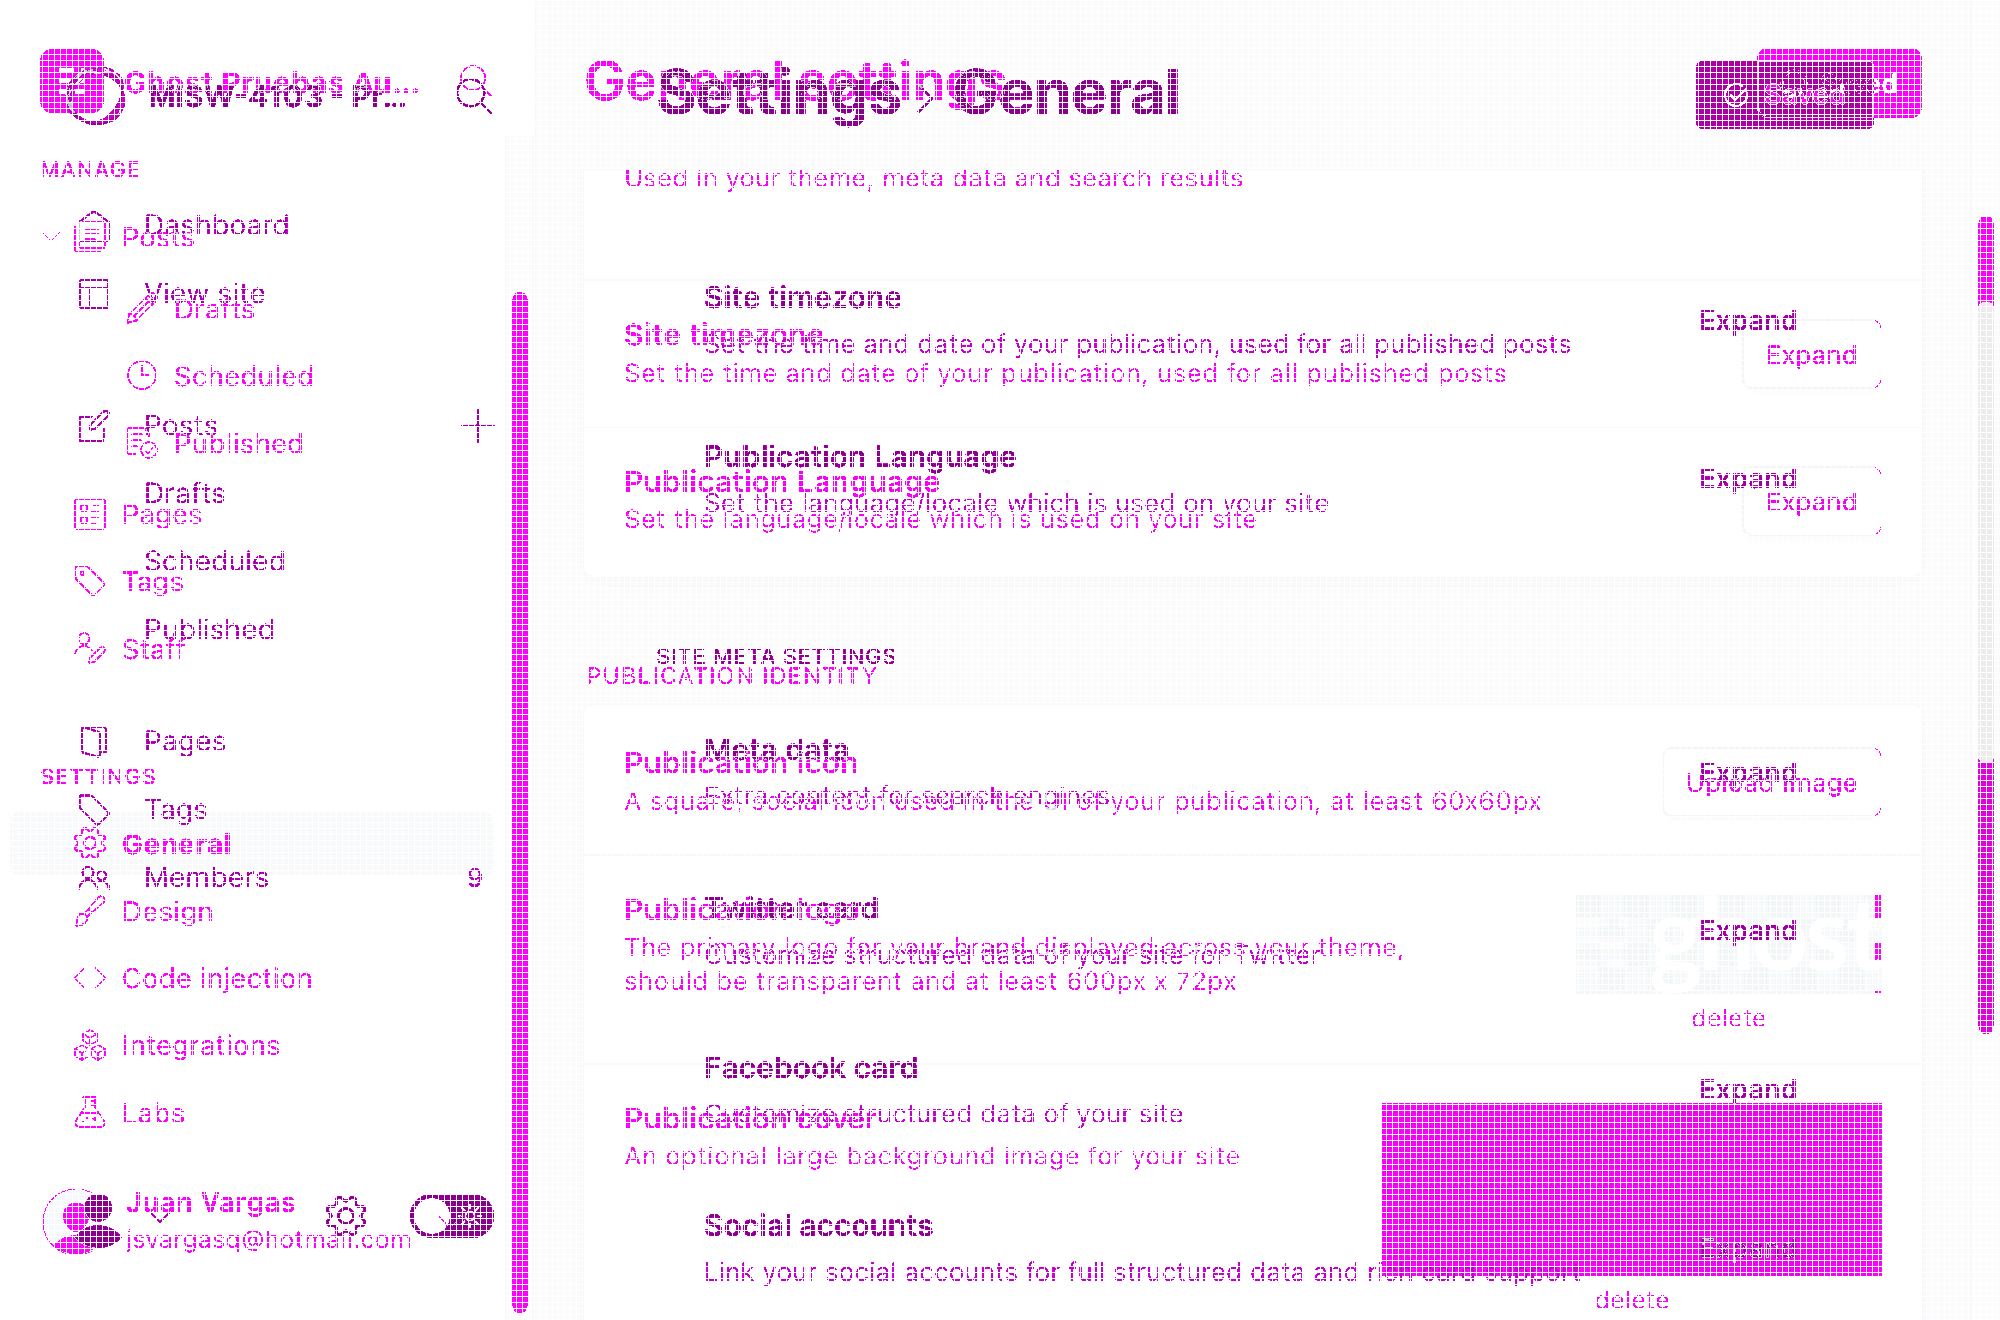 Ghost Pruebas Au...
MISW-4103 - Pr...
General settings
Settings › General
Saved
MANAGE
Used in your theme, meta data and search results
Dashboard
Posts
View site
Drafts
Site timezone
Expand
Site timezone
Set the time and date of your publication, used for all published posts
Expand
Set the time and date of your publication, used for all published posts
Scheduled
Posts
Published
Publication Language
Expand
Publication Language
Set the language/locale which is used on your site
Expand
Set the language/locale which is used on your site
Drafts
Pages
Scheduled
Tags
Published
Staff
SITE META SETTINGS
PUBLICATION IDENTITY
Pages
Meta data
Publication icon
Expand
Upload Image
SETTINGS
Extra content for search engines
A square, social icon used in the UI of your publication, at least 60x60px
Tags
General
Members 9
Design
Twitter card
Publication logo
Expand
ghost
The primary logo for your brand displayed across your theme,
Customize structured data of your site for Twitter
should be transparent and at least 600px x 72px
Code injection
delete
Integrations
Facebook card
Expand
Labs
Customize structured data of your site
Publication cover
An optional large background image for your site
Juan Vargas
jsvargasq@hotmail.com
Social accounts
Expand
Link your social accounts for full structured data and rich card support
delete